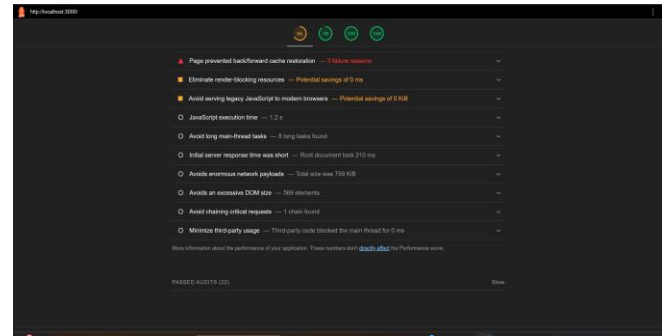 http://localhost:3000/
Page prevented back/forward cache restoration — 3 failure reasons
Eliminate render-blocking resources — Potential savings of 0 ms
Avoid serving legacy JavaScript to modern browsers — Potential savings of 0 KiB
JavaScript execution time — 1.2 s
Avoid long main-thread tasks — 8 long tasks found
Initial server response time was short — Root document took 210 ms
Avoids enormous network payloads — Total size was 759 KiB
Avoids an excessive DOM size — 569 elements
Avoid chaining critical requests — 1 chain found
Minimize third-party usage — Third-party code blocked the main thread for 0 ms
More information about the performance of your application. These numbers don't directly affect the Performance score.
PASSED AUDITS (22)
Show